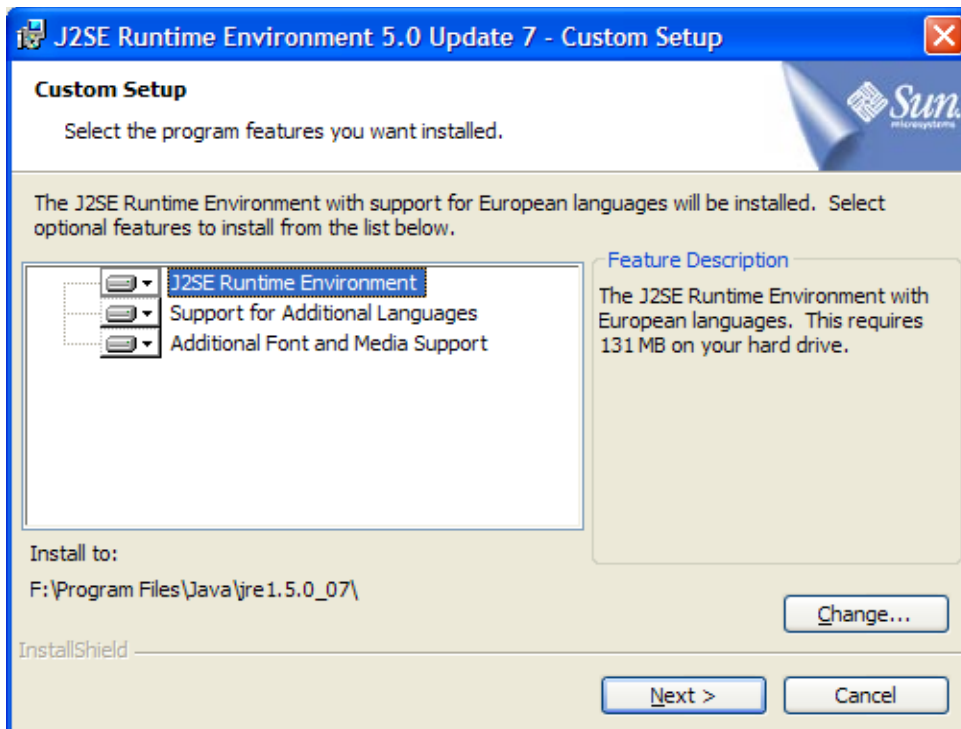 J2SE Runtime Environment 5.0 Update 7 - Custom Setup
Custom Setup
Select the program features you want installed.
Sun
microsystems
The J2SE Runtime Environment with support for European languages will be installed.  Select
optional features to install from the list below.
J2SE Runtime Environment
Support for Additional Languages
Additional Font and Media Support
Feature Description
The J2SE Runtime Environment with
European languages.  This requires
131 MB on your hard drive.
Install to:
F:\Program Files\Java\jre1.5.0_07\
Change...
InstallShield
Next >
Cancel